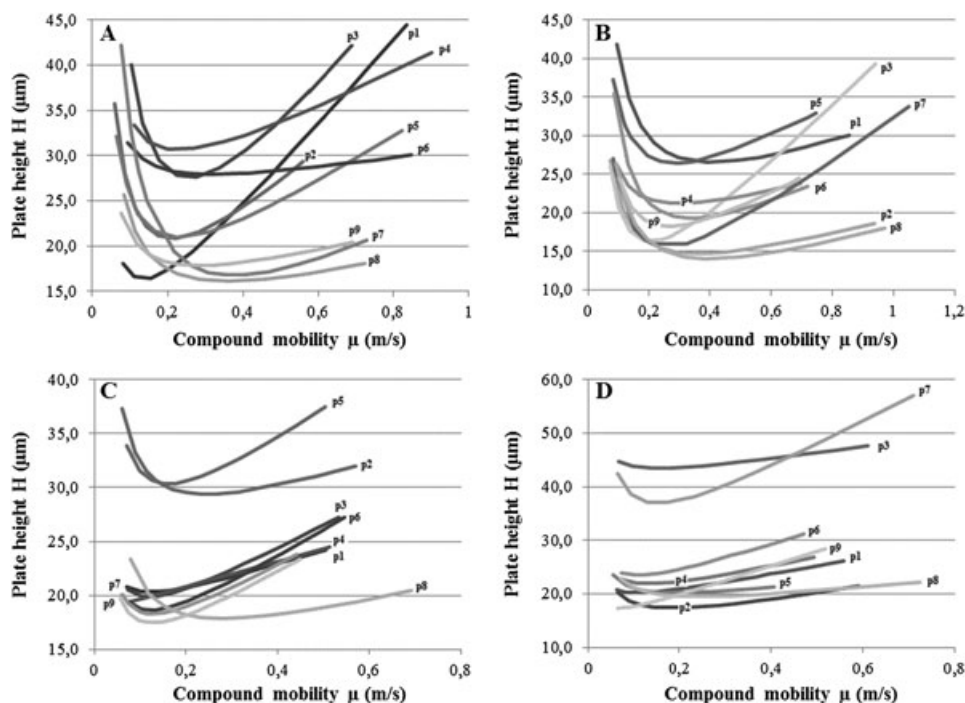 A
Plate height H (µm)
45,0
40,0
35,0
30,0
25,0
20,0
15,0
0
0,2
0,4
0,6
0,8
1
Compound mobility µ (m/s)
p3
p1
p4
p5
p2
p6
p9
p7
p8
B
Plate height H (µm)
45,0
40,0
35,0
30,0
25,0
20,0
15,0
10,0
0
0,2
0,4
0,6
0,8
1
1,2
Compound mobility µ (m/s)
p3
p7
p5
p1
p4
p6
p9
p2
p8
C
Plate height H (µm)
40,0
35,0
30,0
25,0
20,0
15,0
0
0,2
0,4
0,6
0,8
Compound mobility µ (m/s)
p5
p2
p3
p6
p4
p1
p7
p9
p8
D
Plate height H (µm)
60,0
50,0
40,0
30,0
20,0
10,0
0
0,2
0,4
0,6
0,8
Compound mobility µ (m/s)
p7
p3
p6
p9
p1
p4
p5
p8
p2